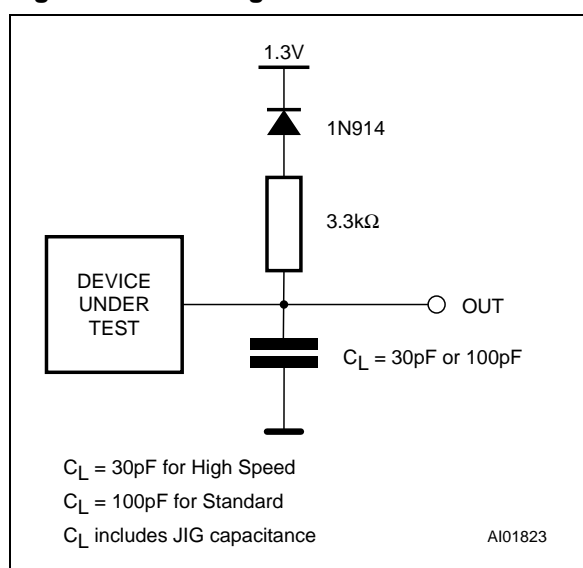 1.3V
1N914
3.3kΩ
DEVICE
UNDER
TEST
OUT
CL = 30pF or 100pF
CL = 30pF for High Speed
CL = 100pF for Standard
CL includes JIG capacitance
AI01823